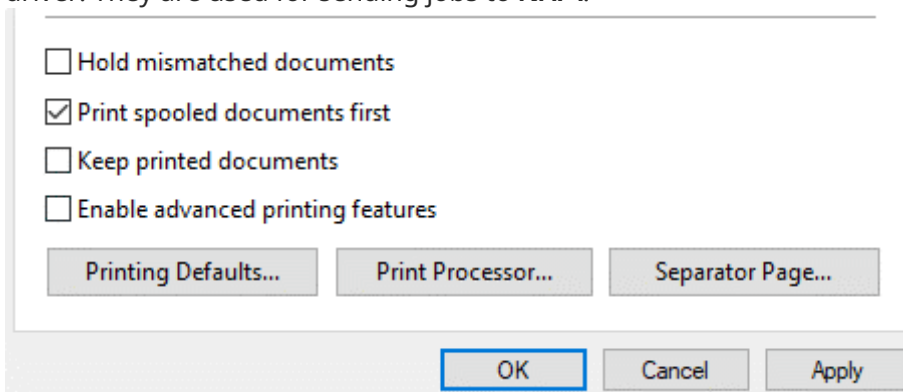 Hold mismatched documents
Print spooled documents first
Keep printed documents
Enable advanced printing features
Printing Defaults... Print Processor... Separator Page...
OK Cancel Apply